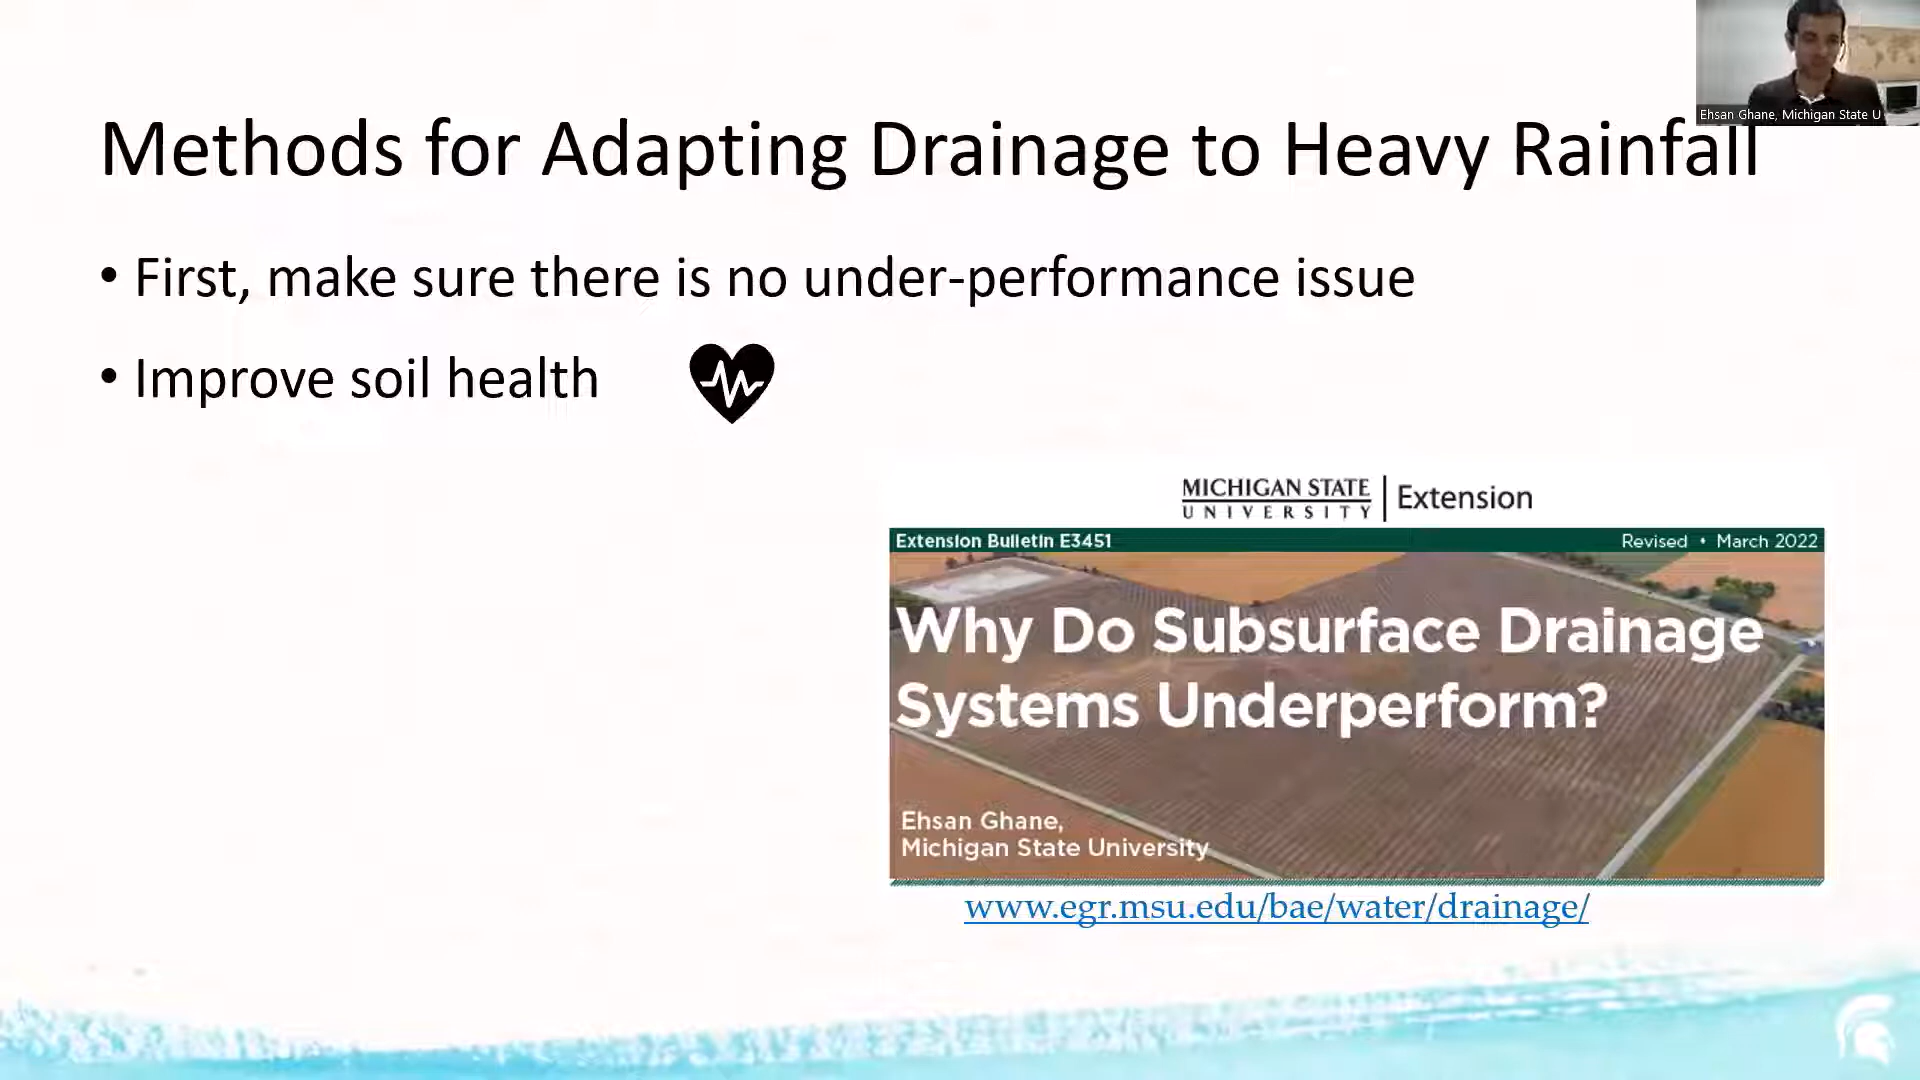 Ehsan Ghane, Michigan State U
Methods for Adapting Drainage to Heavy Rainfall
• First, make sure there is no under-performance issue
• Improve soil health
MICHIGAN STATE UNIVERSITY | Extension
Extension Bulletin E3451 Revised • March 2022
Why Do Subsurface Drainage
Systems Underperform?
Ehsan Ghane,
Michigan State University
www.egr.msu.edu/bae/water/drainage/